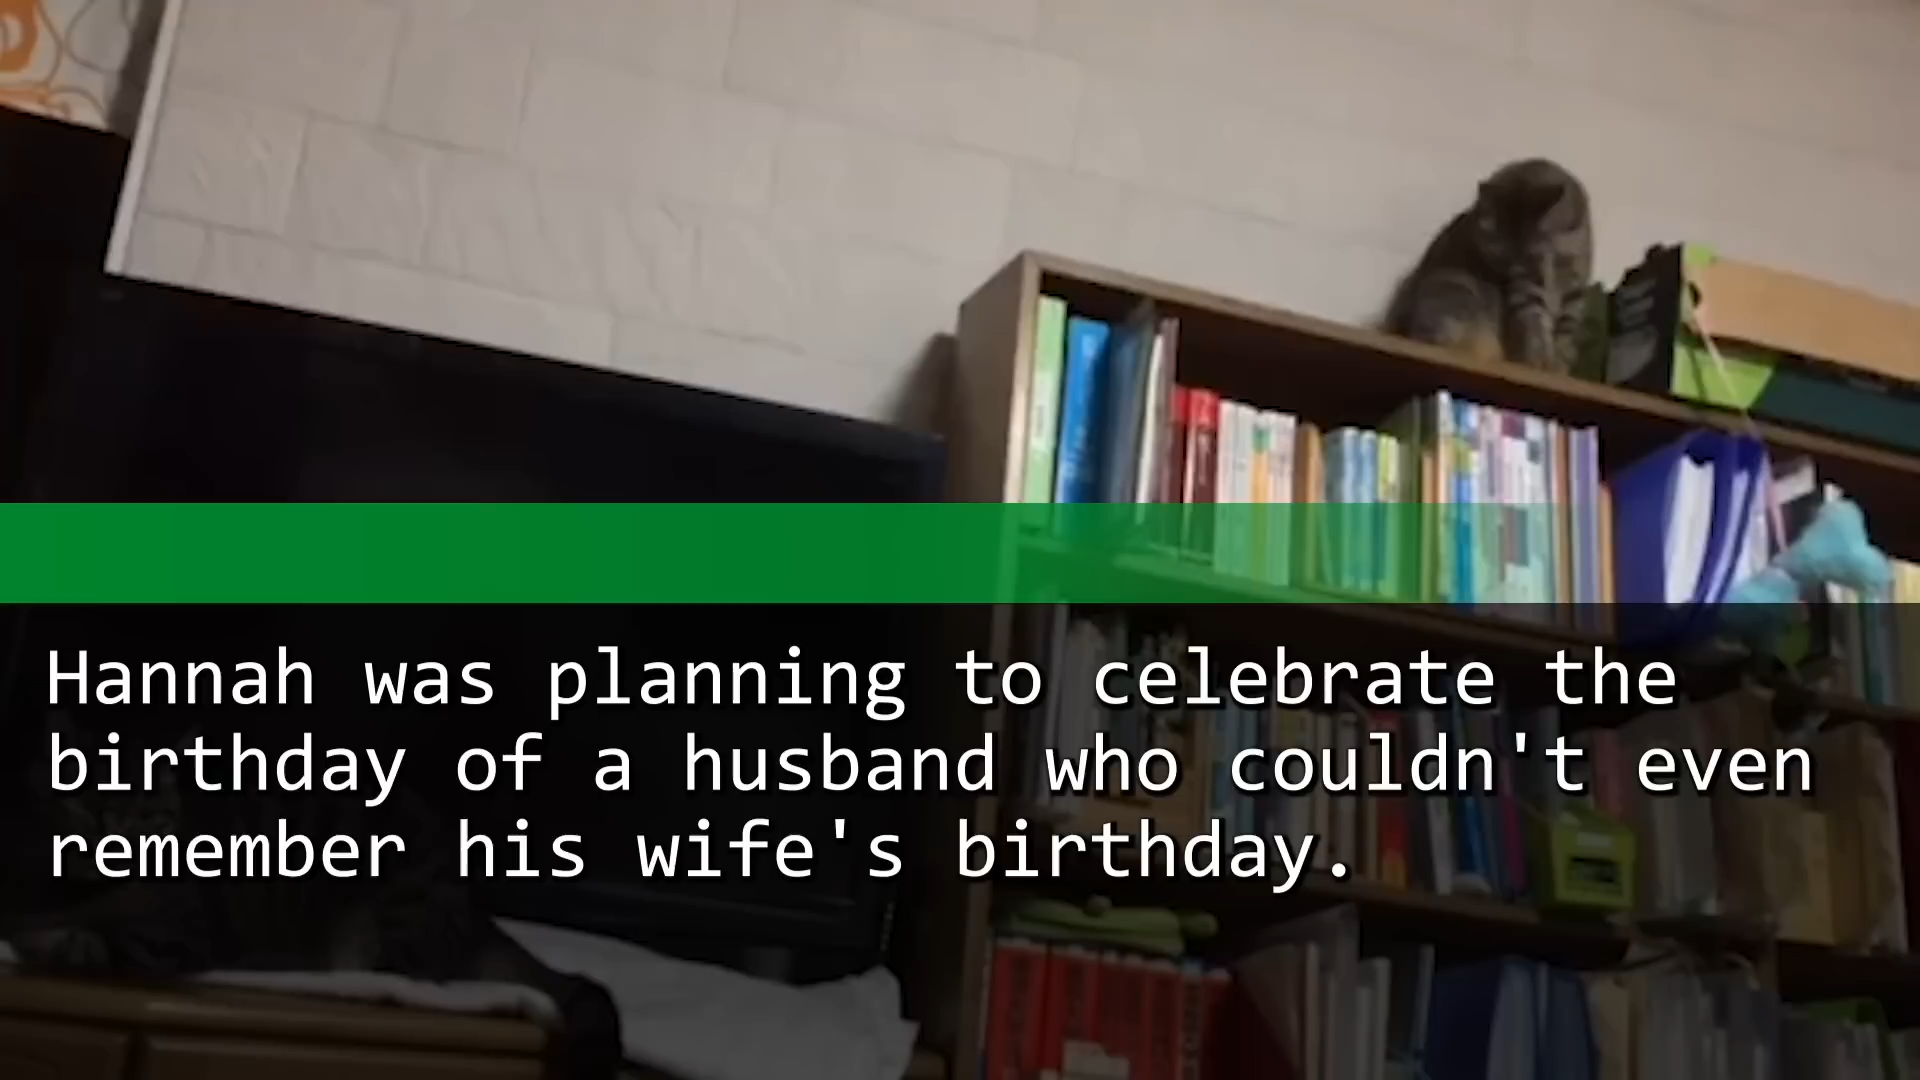 Hannah was planning to celebrate the
birthday of a husband who couldn't even
remember his wife's birthday.